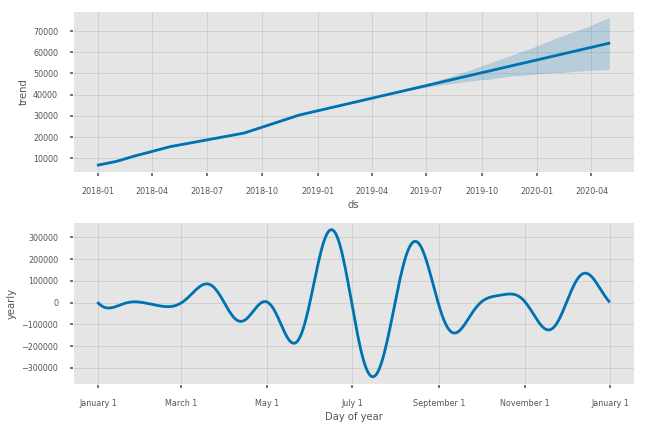 70000
60000
50000
40000
30000
20000
10000
trend
2018-01 2018-04 2018-07 2018-10 2019-01 2019-04 2019-07 2019-10 2020-01 2020-04
ds
300000
200000
100000
0
−100000
−200000
−300000
yearly
January 1 March 1 May 1 July 1 September 1 November 1 January 1
Day of year